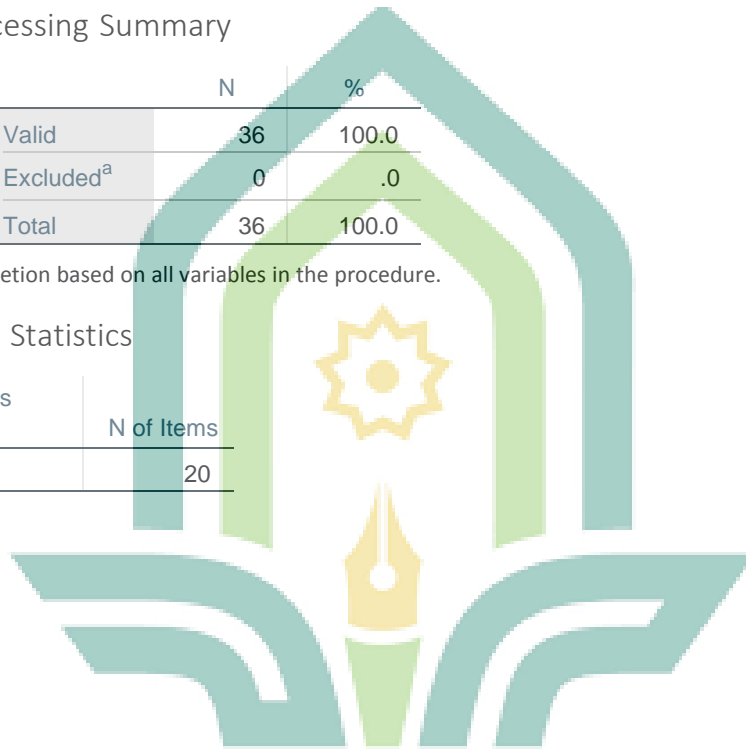 cessing Summary
N %
Valid 36 100.0
Excludedᵃ 0 .0
Total 36 100.0
etion based on all variables in the procedure.
Statistics
s
N of Items
20